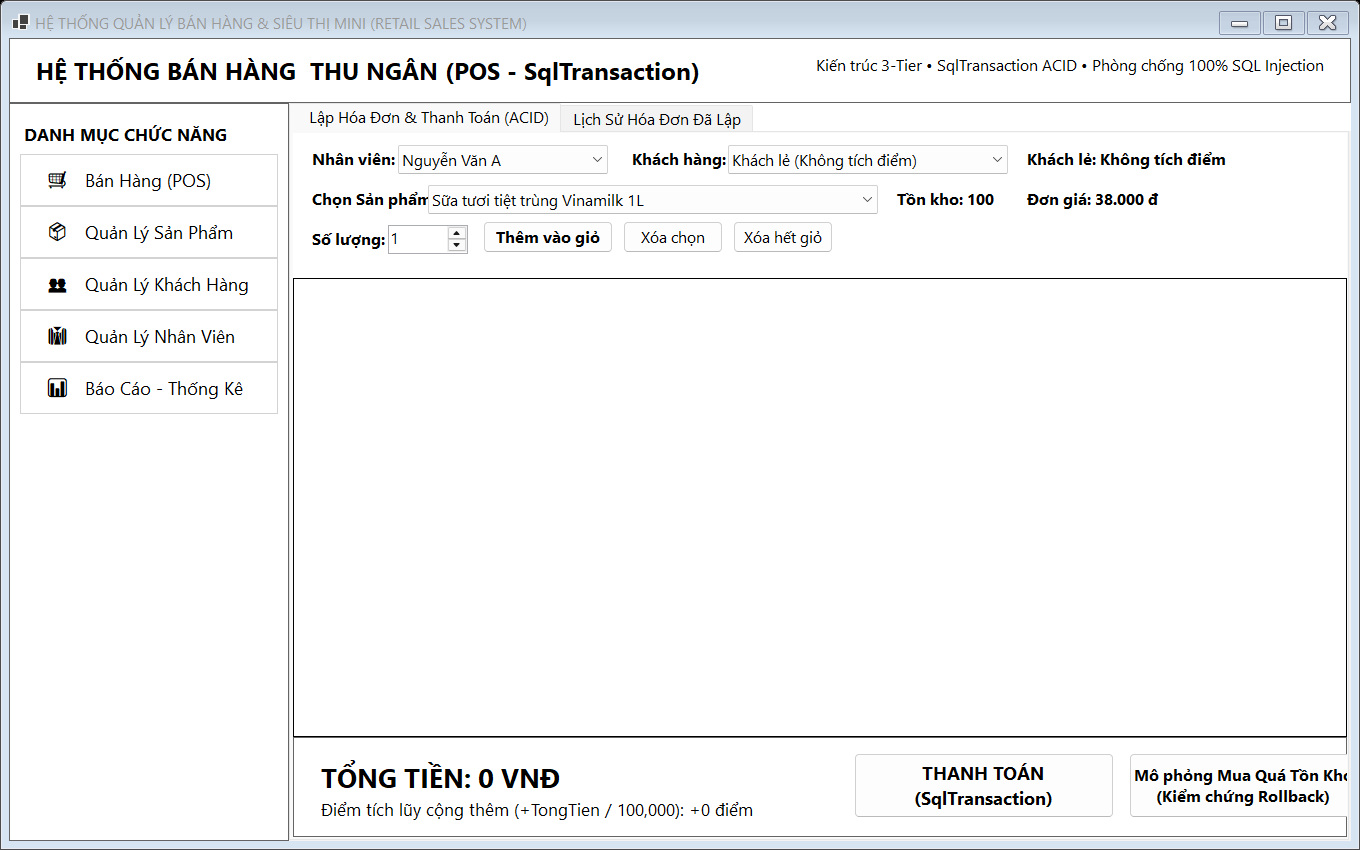 HỆ THỐNG QUẢN LÝ BÁN HÀNG & SIÊU THỊ MINI (RETAIL SALES SYSTEM)
HỆ THỐNG BÁN HÀNG THU NGÂN (POS - SqlTransaction)
Kiến trúc 3-Tier • SqlTransaction ACID • Phòng chống 100% SQL Injection
DANH MỤC CHỨC NĂNG
Bán Hàng (POS)
Quản Lý Sản Phẩm
Quản Lý Khách Hàng
Quản Lý Nhân Viên
Báo Cáo - Thống Kê
Lập Hóa Đơn & Thanh Toán (ACID) Lịch Sử Hóa Đơn Đã Lập
Nhân viên: Nguyễn Văn A Khách hàng: Khách lẻ (Không tích điểm) Khách lẻ: Không tích điểm
Chọn Sản phẩm Sữa tươi tiệt trùng Vinamilk 1L Tồn kho: 100 Đơn giá: 38.000 đ
Số lượng: 1 Thêm vào giỏ Xóa chọn Xóa hết giỏ
TỔNG TIỀN: 0 VNĐ
Điểm tích lũy cộng thêm (+TongTien / 100,000): +0 điểm
THANH TOÁN
(SqlTransaction)
Mô phỏng Mua Quá Tồn Kho
(Kiểm chứng Rollback)